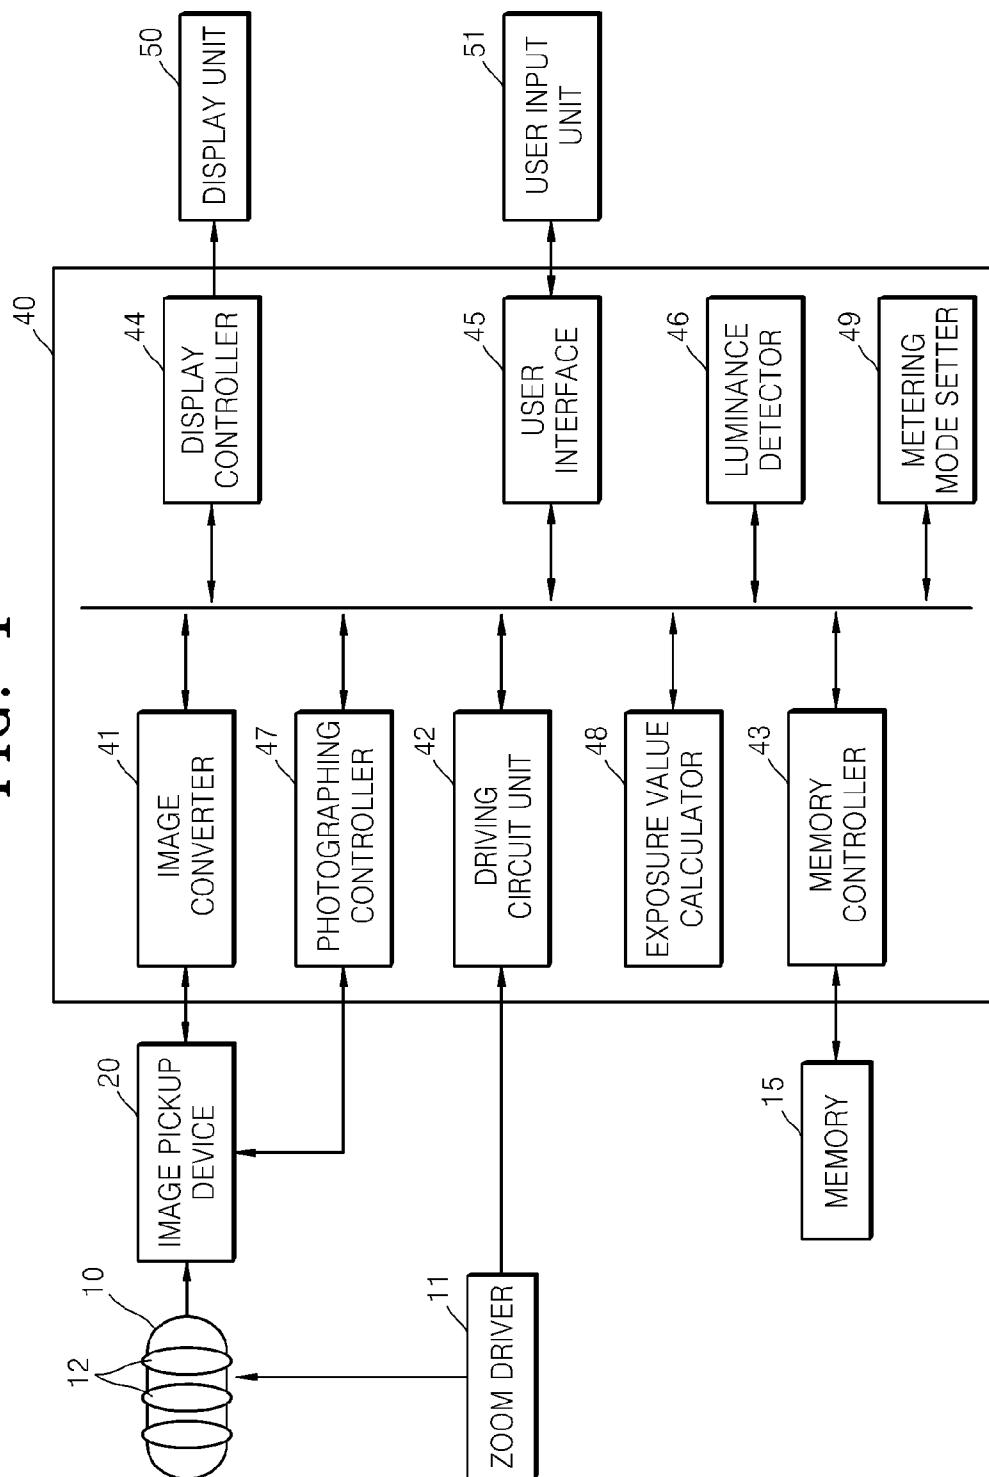 FIG. 1
40
10
12
20
IMAGE PICKUP
DEVICE
41
IMAGE
CONVERTER
44
DISPLAY
CONTROLLER
50
DISPLAY UNIT
47
PHOTOGRAPHING
CONTROLLER
11
ZOOM DRIVER
42
DRIVING
CIRCUIT UNIT
45
USER
INTERFACE
51
USER INPUT
UNIT
48
EXPOSURE VALUE
CALCULATOR
46
LUMINANCE
DETECTOR
15
MEMORY
43
MEMORY
CONTROLLER
49
METERING
MODE SETTER